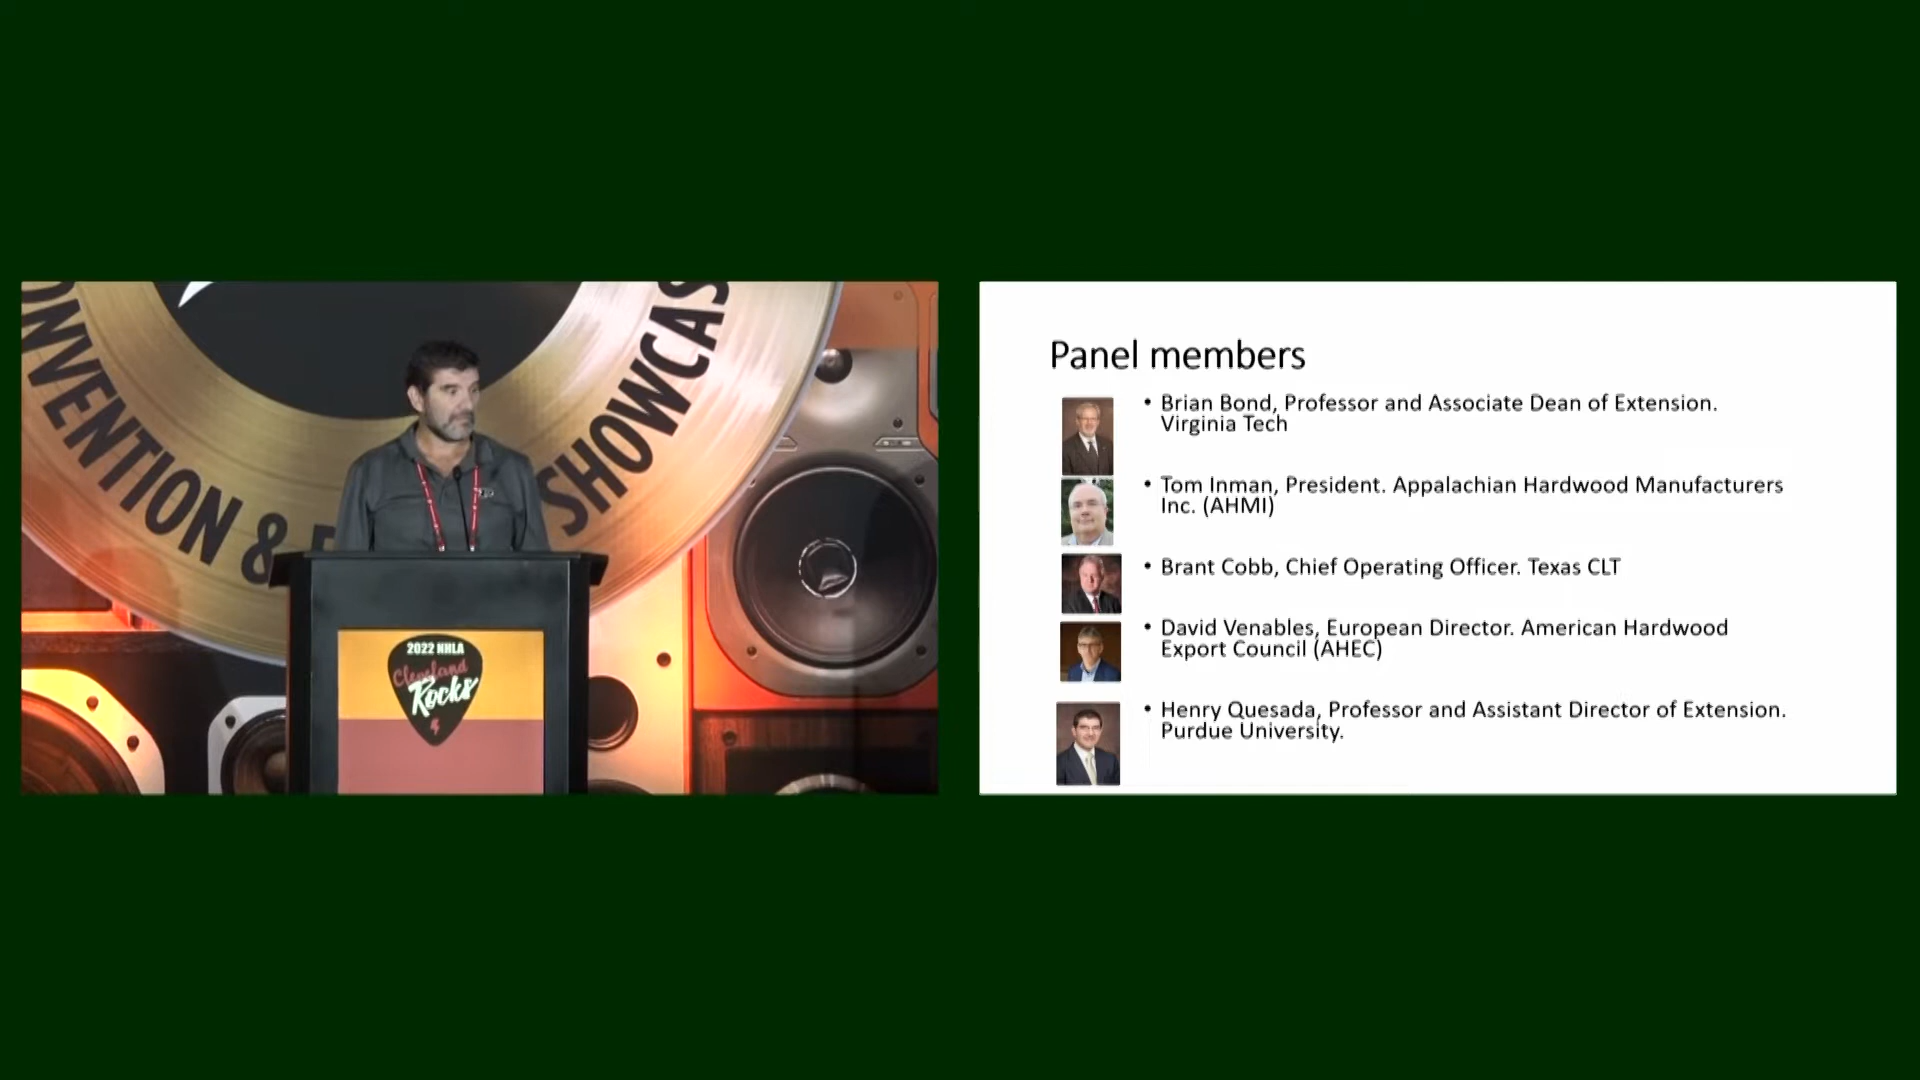 ONVENTION & E
SHOWCAS
2022 NHLA
Cleveland
Rocks
Panel members
• Brian Bond, Professor and Associate Dean of Extension.
Virginia Tech
• Tom Inman, President. Appalachian Hardwood Manufacturers
Inc. (AHMI)
• Brant Cobb, Chief Operating Officer. Texas CLT
• David Venables, European Director. American Hardwood
Export Council (AHEC)
• Henry Quesada, Professor and Assistant Director of Extension.
Purdue University.